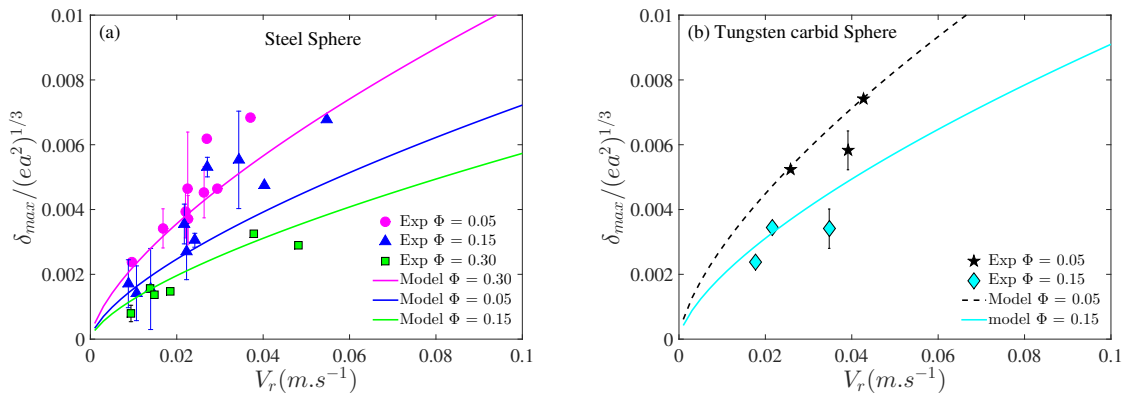 (a)
Steel Sphere
0.01
0.008
0.006
0.004
0.002
0
δ_max/(ea²)^1/3
Exp Φ = 0.05
Exp Φ = 0.15
Exp Φ = 0.30
Model Φ = 0.30
Model Φ = 0.05
Model Φ = 0.15
0 0.02 0.04 0.06 0.08 0.1
V_r(m.s⁻¹)
(b) Tungsten carbid Sphere
0.01
0.008
0.006
0.004
0.002
0
δ_max/(ea²)^1/3
Exp Φ = 0.05
Exp Φ = 0.15
Model Φ = 0.05
model Φ = 0.15
0 0.02 0.04 0.06 0.08 0.1
V_r(m.s⁻¹)